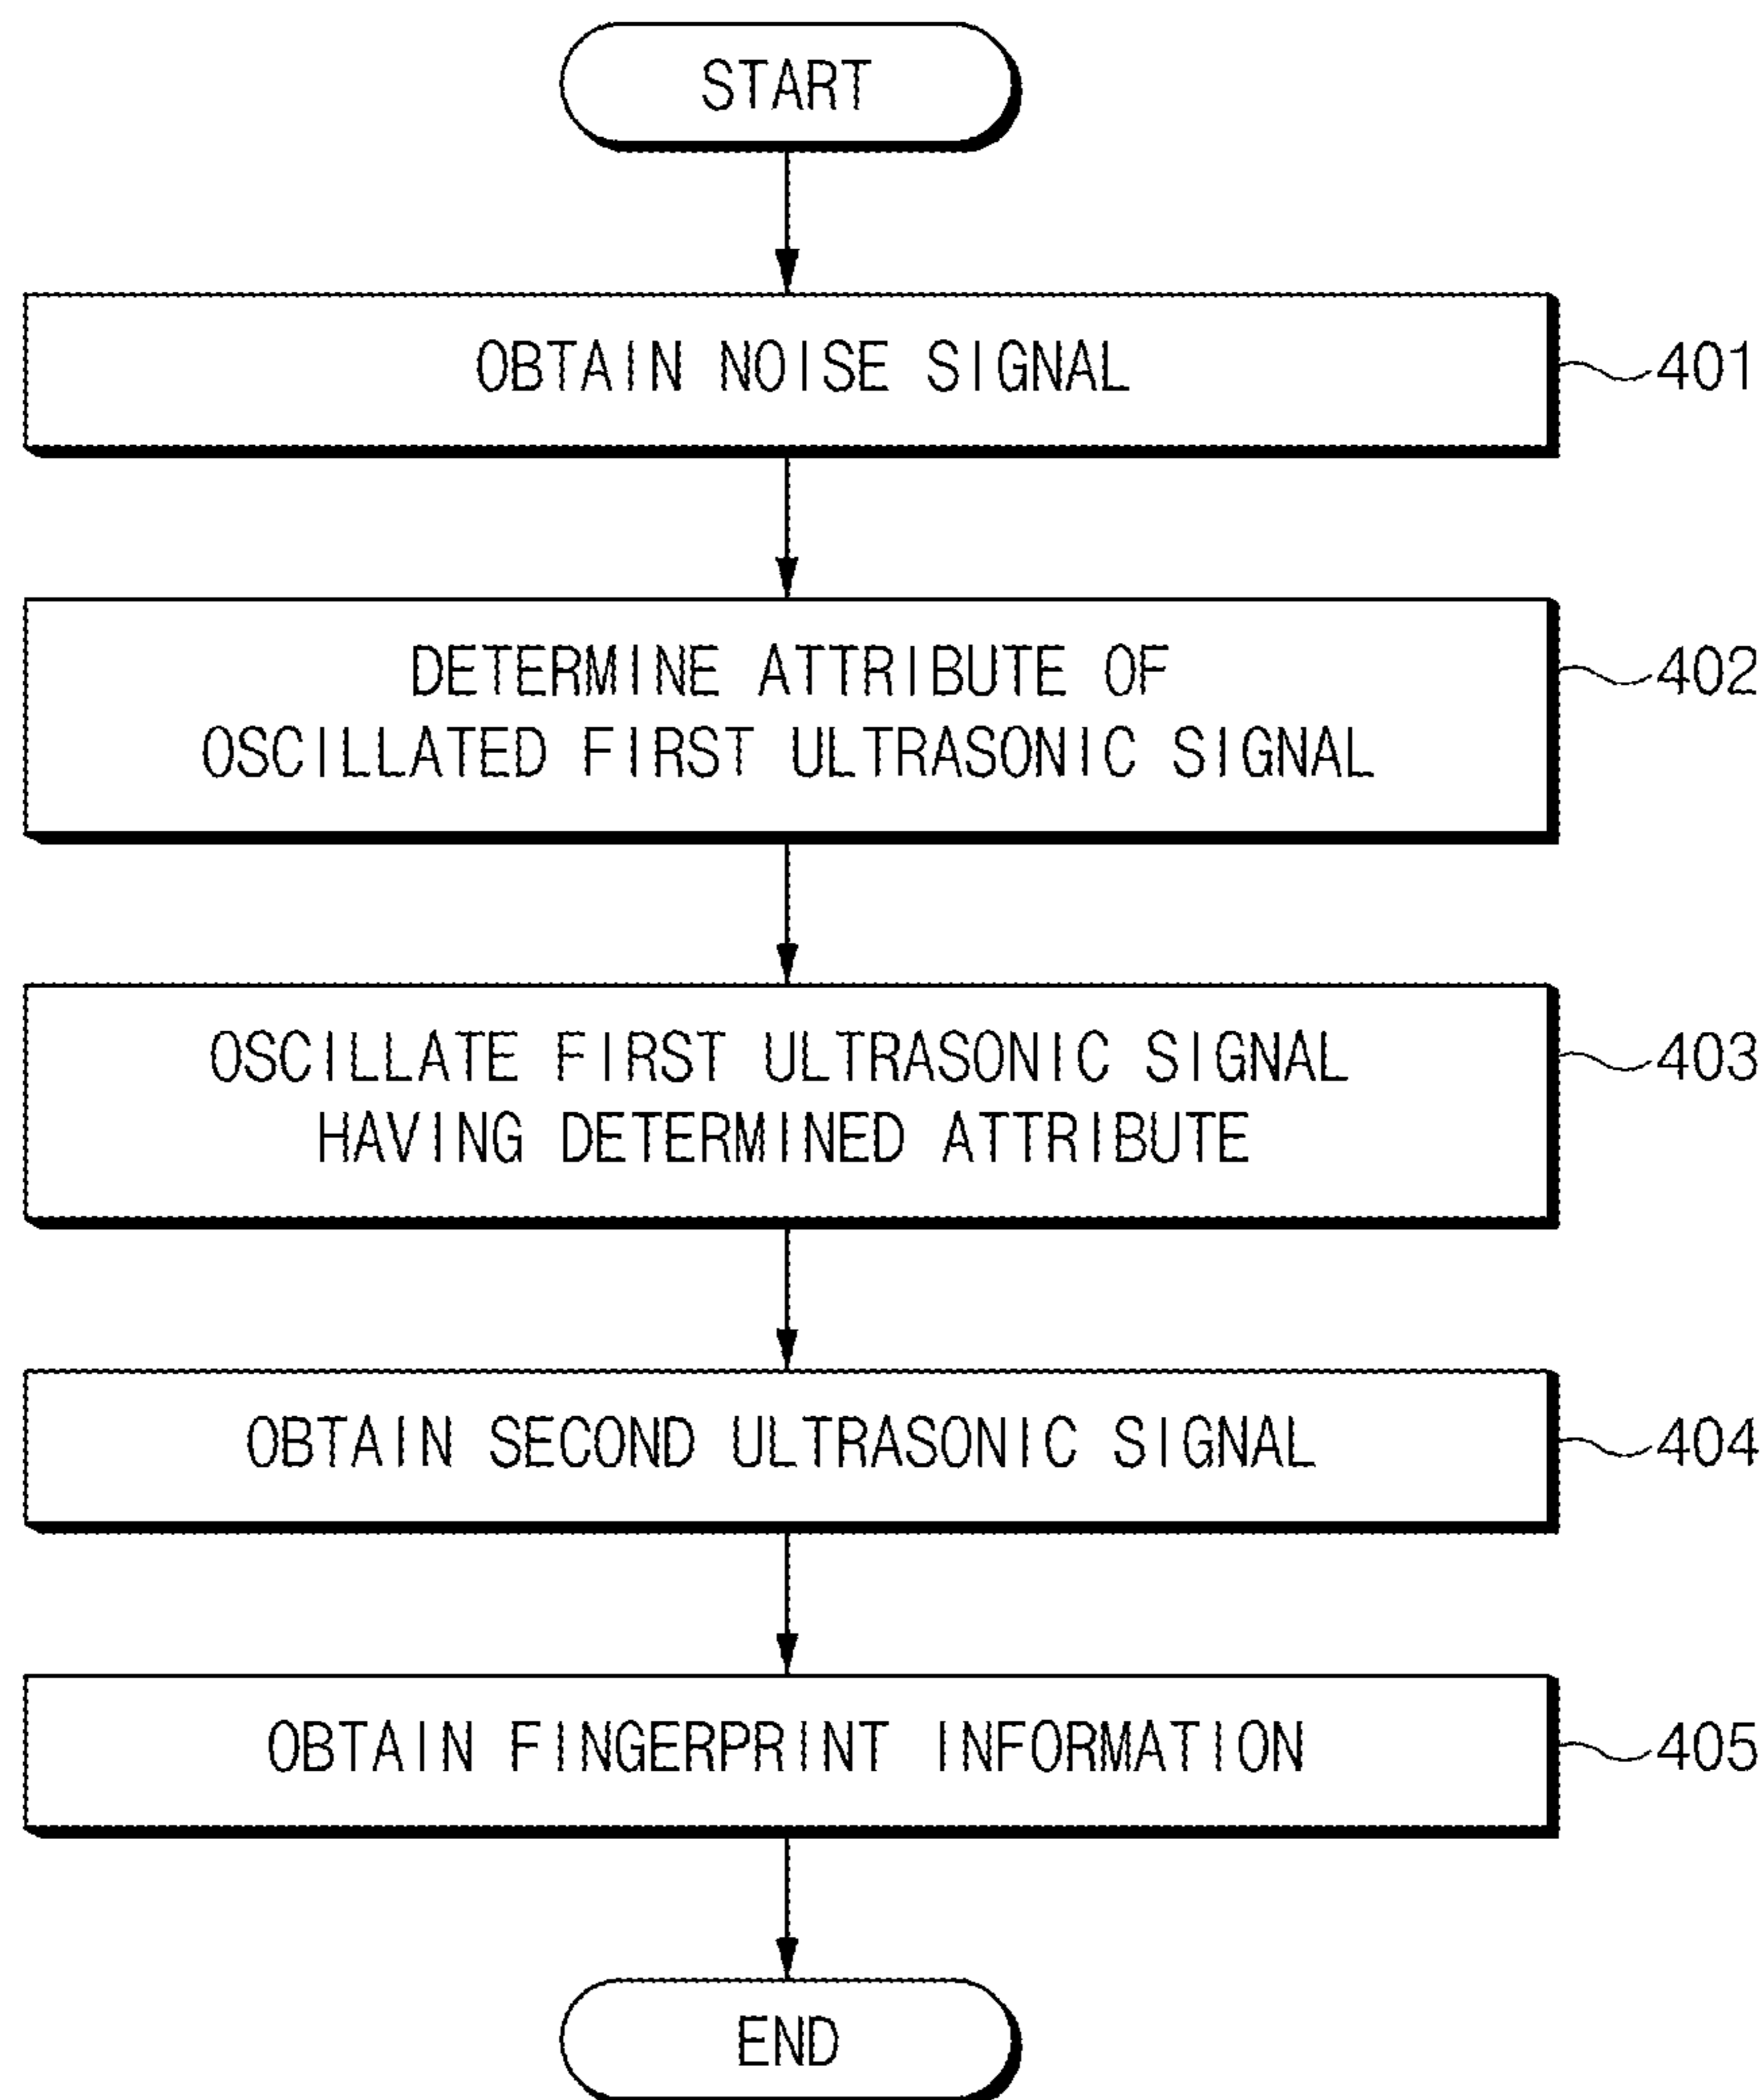 START
OBTAIN NOISE SIGNAL
401
DETERMINE ATTRIBUTE OF
OSCILLATED FIRST ULTRASONIC SIGNAL
402
OSCILLATE FIRST ULTRASONIC SIGNAL
HAVING DETERMINED ATTRIBUTE
403
OBTAIN SECOND ULTRASONIC SIGNAL
404
OBTAIN FINGERPRINT INFORMATION
405
END